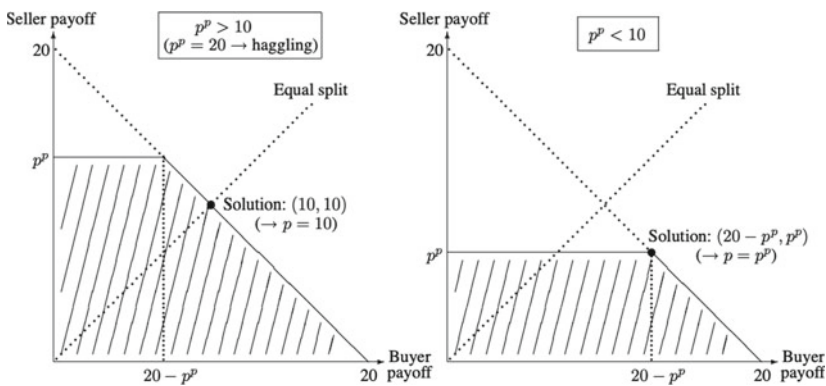 Seller payoff
p^p > 10
(p^p = 20 → haggling)
20
Equal split
p^p
Solution: (10, 10)
(→ p = 10)
20 − p^p
20
Buyer
payoff
Seller payoff
p^p < 10
20
Equal split
Solution: (20 − p^p, p^p)
(→ p = p^p)
p^p
20 − p^p
20
Buyer
payoff